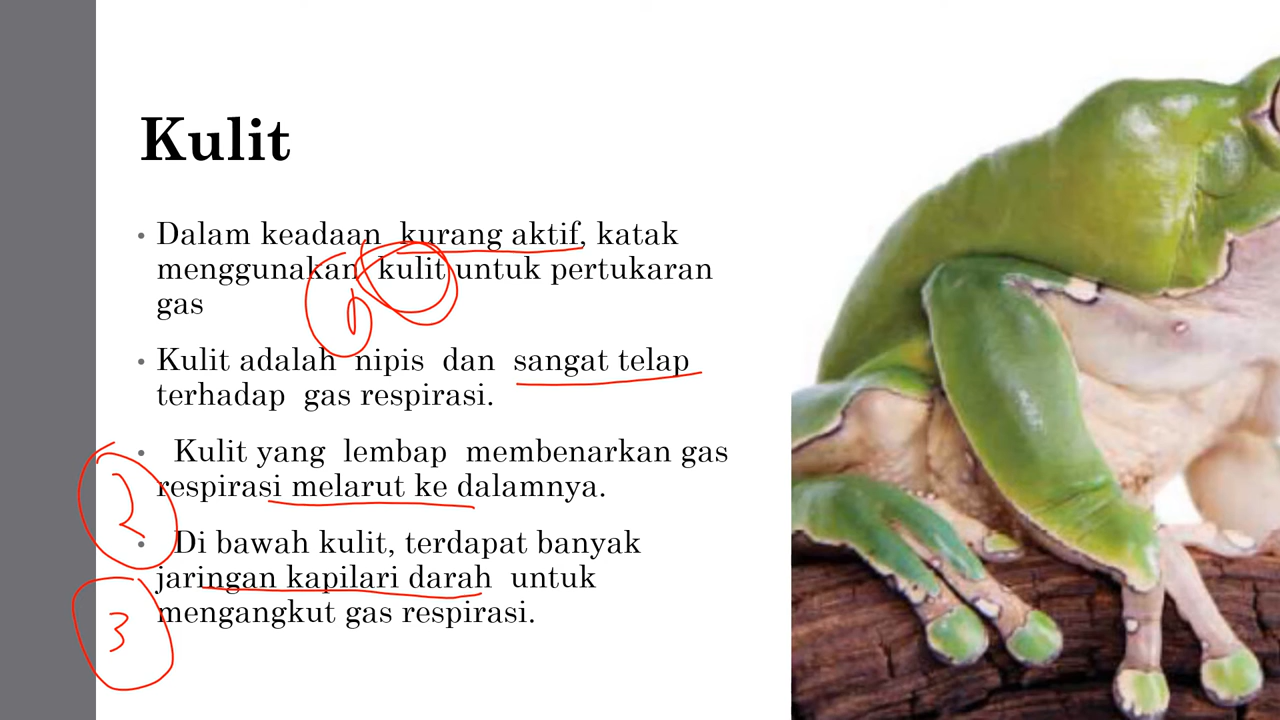 Kulit
• Dalam keadaan kurang aktif, katak
menggunakan kulit untuk pertukaran
gas
• Kulit adalah nipis dan sangat telap
terhadap gas respirasi.
• Kulit yang lembap membenarkan gas
respirasi melarut ke dalamnya.
2
• Di bawah kulit, terdapat banyak
jaringan kapilari darah untuk
mengangkut gas respirasi.
3